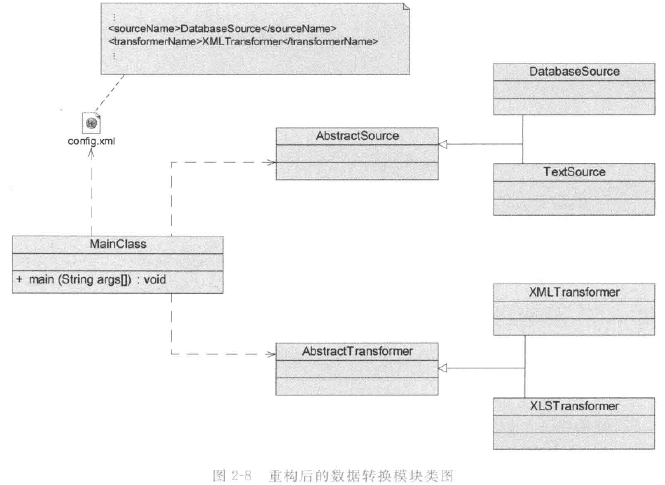 ⋮
<sourceName>DatabaseSource</sourceName>
<transformerName>XMLTransformer</transformerName>
⋮
config.xml
DatabaseSource
AbstractSource
TextSource
MainClass
+ main (String args[]) : void
XMLTransformer
AbstractTransformer
XLSTransformer
图 2-8 重构后的数据转换模块类图